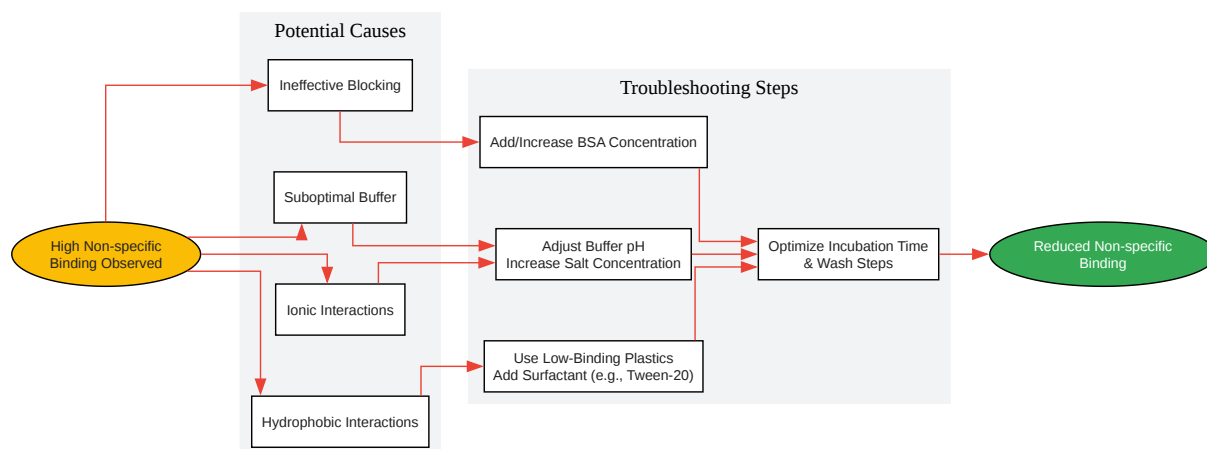 Potential Causes
Ineffective Blocking
Suboptimal Buffer
High Non-specific
Binding Observed
Ionic Interactions
Hydrophobic Interactions
Troubleshooting Steps
Add/Increase BSA Concentration
Adjust Buffer pH
Increase Salt Concentration
Use Low-Binding Plastics
Add Surfactant (e.g., Tween-20)
Optimize Incubation Time
& Wash Steps
Reduced Non-specific
Binding